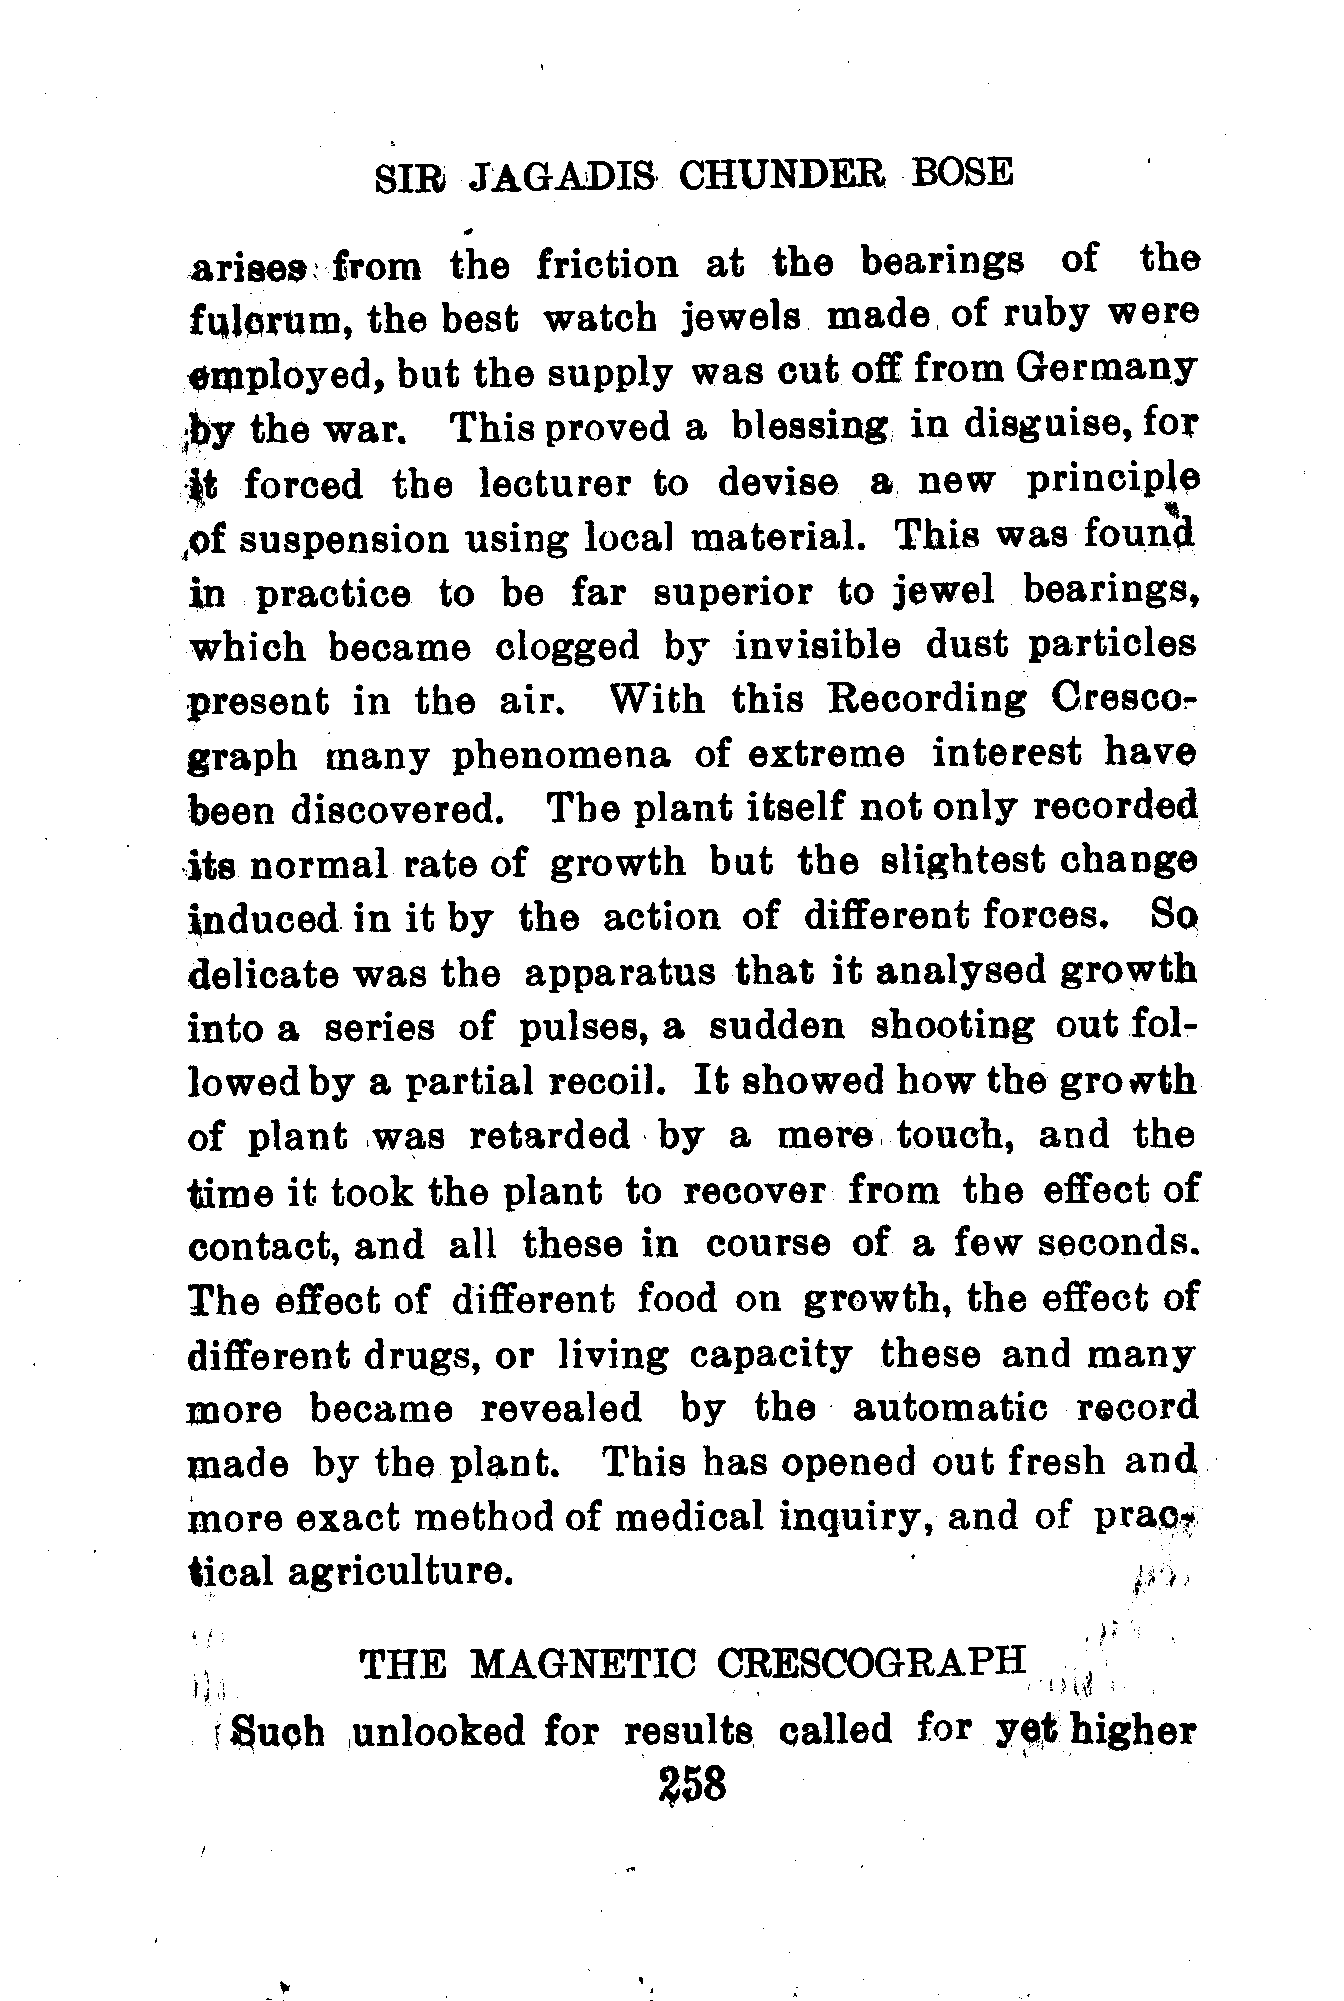 SIR JAGADIS CHUNDER BOSE
arises from the friction at the bearings of the
fulcrum, the best watch jewels made of ruby were
employed, but the supply was cut off from Germany
by the war. This proved a blessing in disguise, for
it forced the lecturer to devise a new principle
of suspension using local material. This was found
in practice to be far superior to jewel bearings,
which became clogged by invisible dust particles
present in the air. With this Recording Cresco-
graph many phenomena of extreme interest have
been discovered. The plant itself not only recorded
its normal rate of growth but the slightest change
induced in it by the action of different forces. So
delicate was the apparatus that it analysed growth
into a series of pulses, a sudden shooting out fol-
lowed by a partial recoil. It showed how the growth
of plant was retarded by a mere touch, and the
time it took the plant to recover from the effect of
contact, and all these in course of a few seconds.
The effect of different food on growth, the effect of
different drugs, or living capacity these and many
more became revealed by the automatic record
made by the plant. This has opened out fresh and
more exact method of medical inquiry, and of prac-
tical agriculture.
THE MAGNETIC CRESCOGRAPH
Such unlooked for results called for yet higher
258